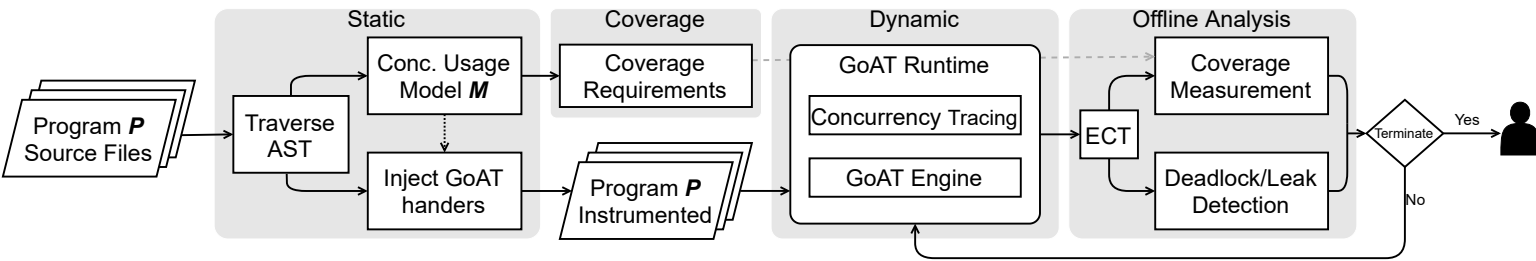 Static
Coverage
Dynamic
Offline Analysis
Program P
Source Files
Traverse
AST
Conc. Usage
Model M
Inject GoAT
handers
Coverage
Requirements
Program P
Instrumented
GoAT Runtime
Concurrency Tracing
GoAT Engine
ECT
Coverage
Measurement
Deadlock/Leak
Detection
Terminate
Yes
No